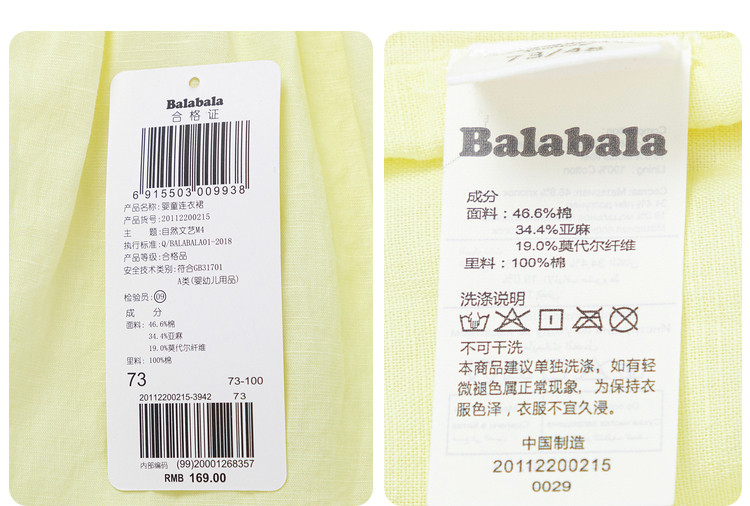 Balabala
合格证
6 915503 009938
产品名称:婴童连衣裙
产品货号:20112200215
主 题:自然文艺M4
执行标准:Q/BALABALA01-2018
产品等级:合格品
安全技术类别:符合GB31701
A类(婴幼儿用品)
检验员:09
成 分
面料:46.6%棉
34.4%亚麻
19.0%莫代尔纤维
里料:100%棉
73 73-100
20112200215-3942 73
内部编码 (99)20001268357
RMB 169.00
73/48
Balabala
成分
面料:46.6%棉
34.4%亚麻
19.0%莫代尔纤维
里料:100%棉
洗涤说明
不可干洗
本商品建议单独洗涤,如有轻
微褪色属正常现象,为保持衣
服色泽,衣服不宜久浸。
中国制造
20112200215
0029